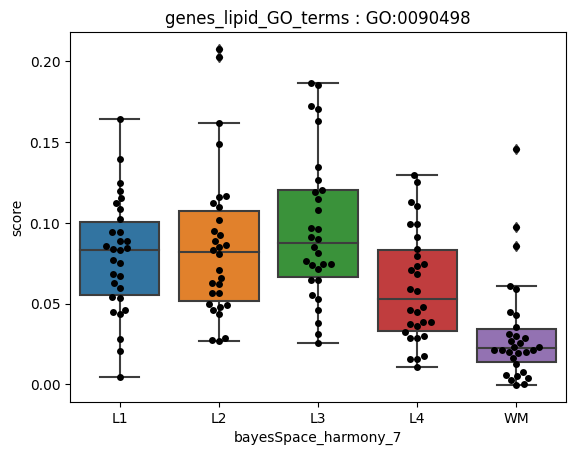 genes_lipid_GO_terms : GO:0090498
score
0.20
0.15
0.10
0.05
0.00
L1 L2 L3 L4 WM
bayesSpace_harmony_7